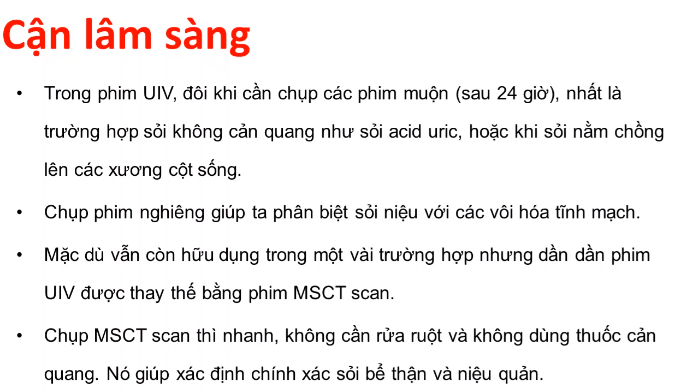 Cận lâm sàng
• Trong phim UIV, đôi khi cần chụp các phim muộn (sau 24 giờ), nhất là
trường hợp sỏi không cản quang như sỏi acid uric, hoặc khi sỏi nằm chồng
lên các xương cột sống.
• Chụp phim nghiêng giúp ta phân biệt sỏi niệu với các vôi hóa tĩnh mạch.
• Mặc dù vẫn còn hữu dụng trong một vài trường hợp nhưng dần dần phim
UIV được thay thế bằng phim MSCT scan.
• Chụp MSCT scan thì nhanh, không cần rửa ruột và không dùng thuốc cản
quang. Nó giúp xác định chính xác sỏi bể thận và niệu quản.